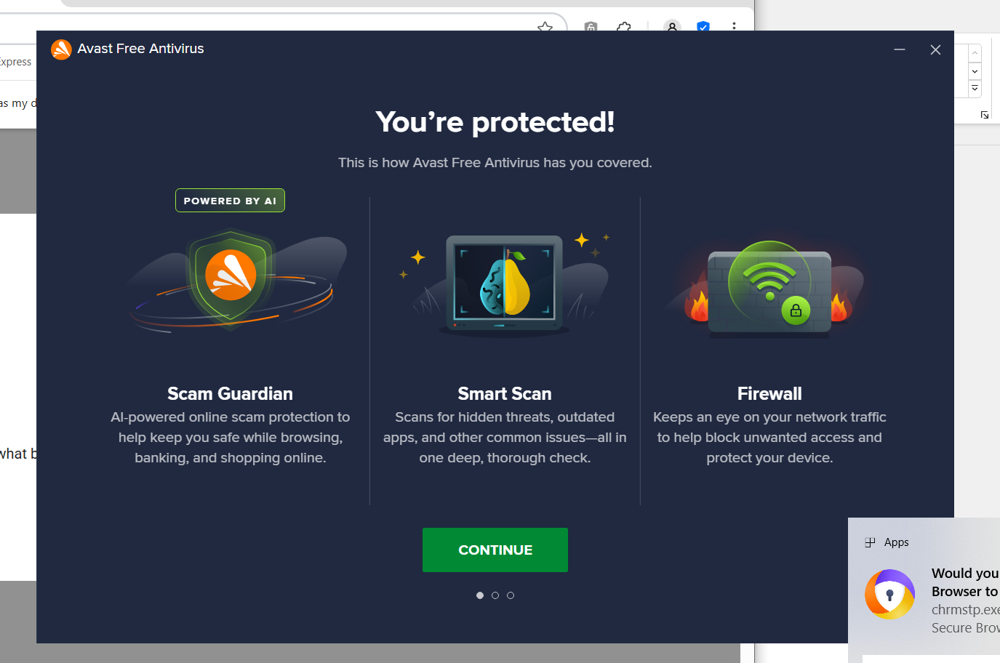 Express
as my d
Avast Free Antivirus
You're protected!
This is how Avast Free Antivirus has you covered.
POWERED BY AI
Scam Guardian
AI-powered online scam protection to
help keep you safe while browsing,
banking, and shopping online.
Smart Scan
Scans for hidden threats, outdated
apps, and other common issues—all in
one deep, thorough check.
Firewall
Keeps an eye on your network traffic
to help block unwanted access and
protect your device.
what b
CONTINUE
Apps
Would you
Browser to
chrmstp.exe
Secure Brow